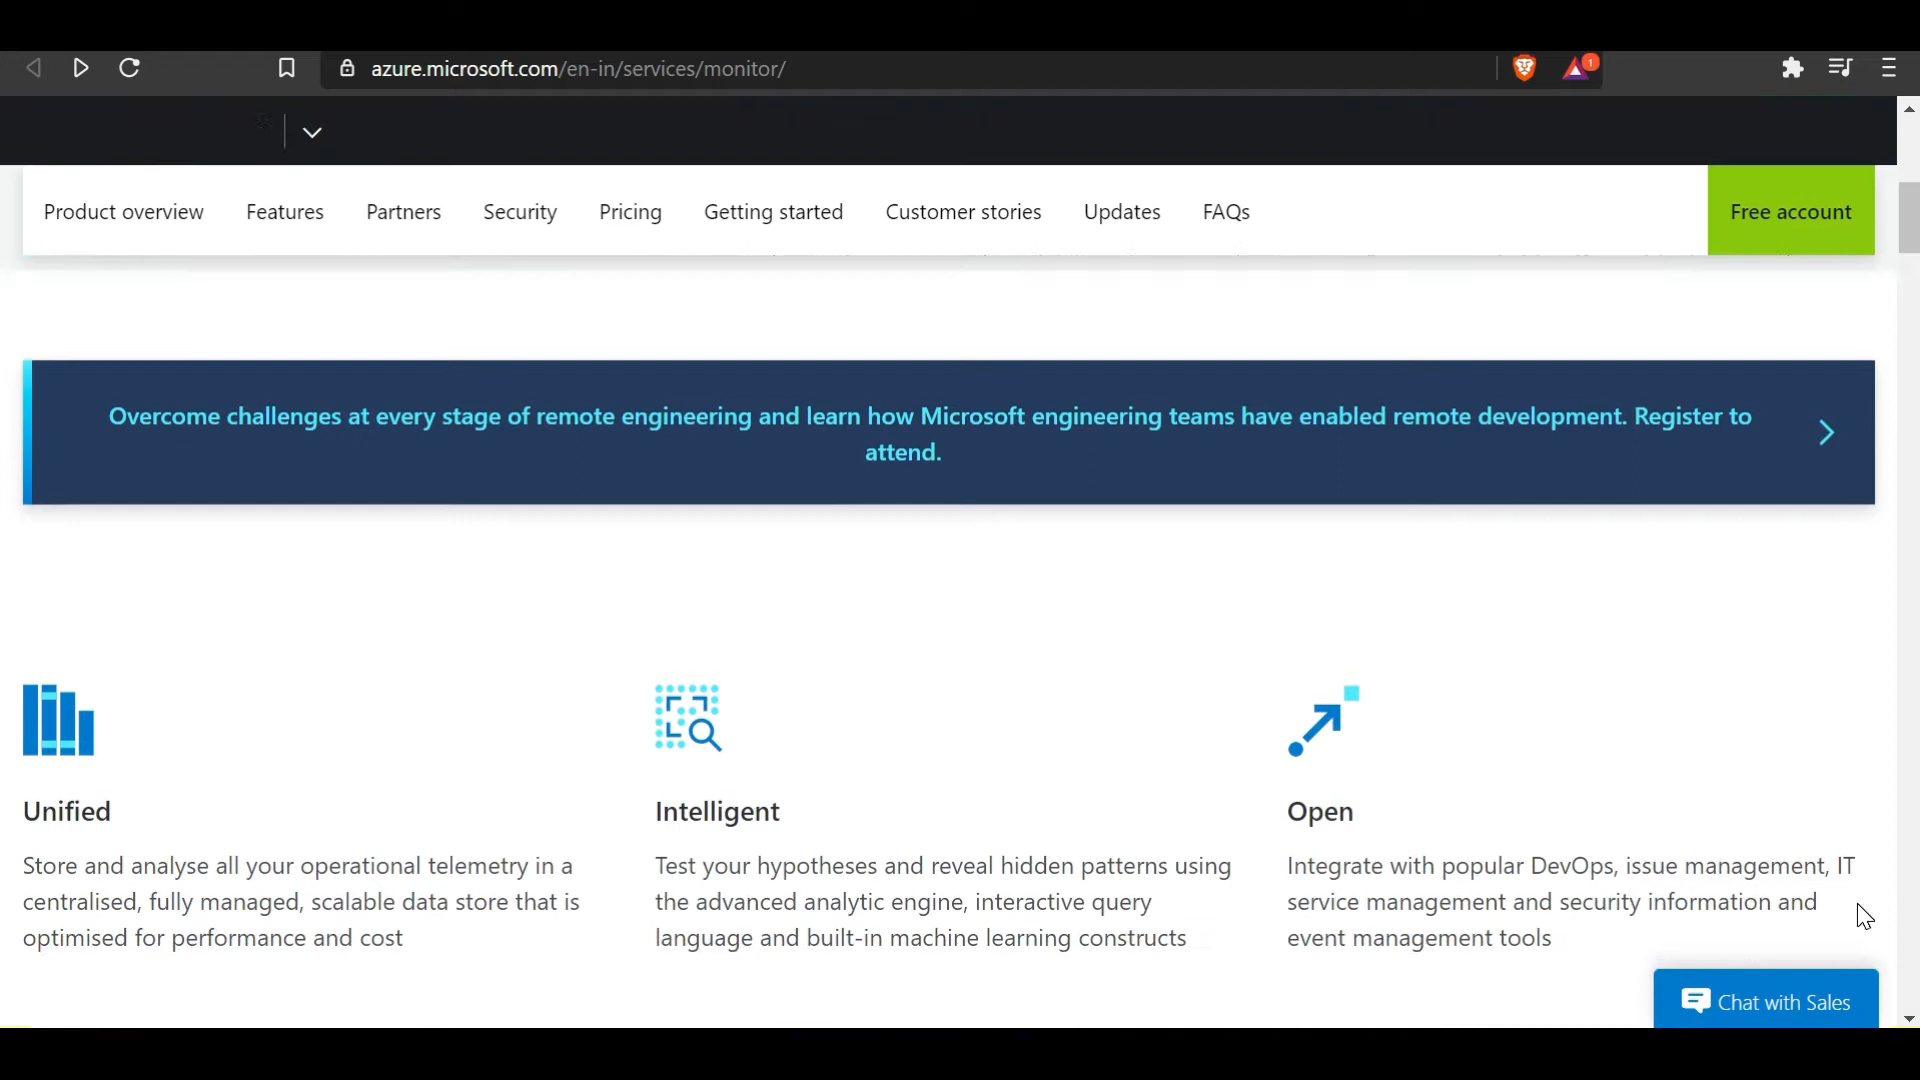 azure.microsoft.com/en-in/services/monitor/
1
Product overview Features Partners Security Pricing Getting started Customer stories Updates FAQs Free account
Overcome challenges at every stage of remote engineering and learn how Microsoft engineering teams have enabled remote development. Register to
attend.
Unified
Store and analyse all your operational telemetry in a
centralised, fully managed, scalable data store that is
optimised for performance and cost
Intelligent
Test your hypotheses and reveal hidden patterns using
the advanced analytic engine, interactive query
language and built-in machine learning constructs
Open
Integrate with popular DevOps, issue management, IT
service management and security information and
event management tools
Chat with Sales